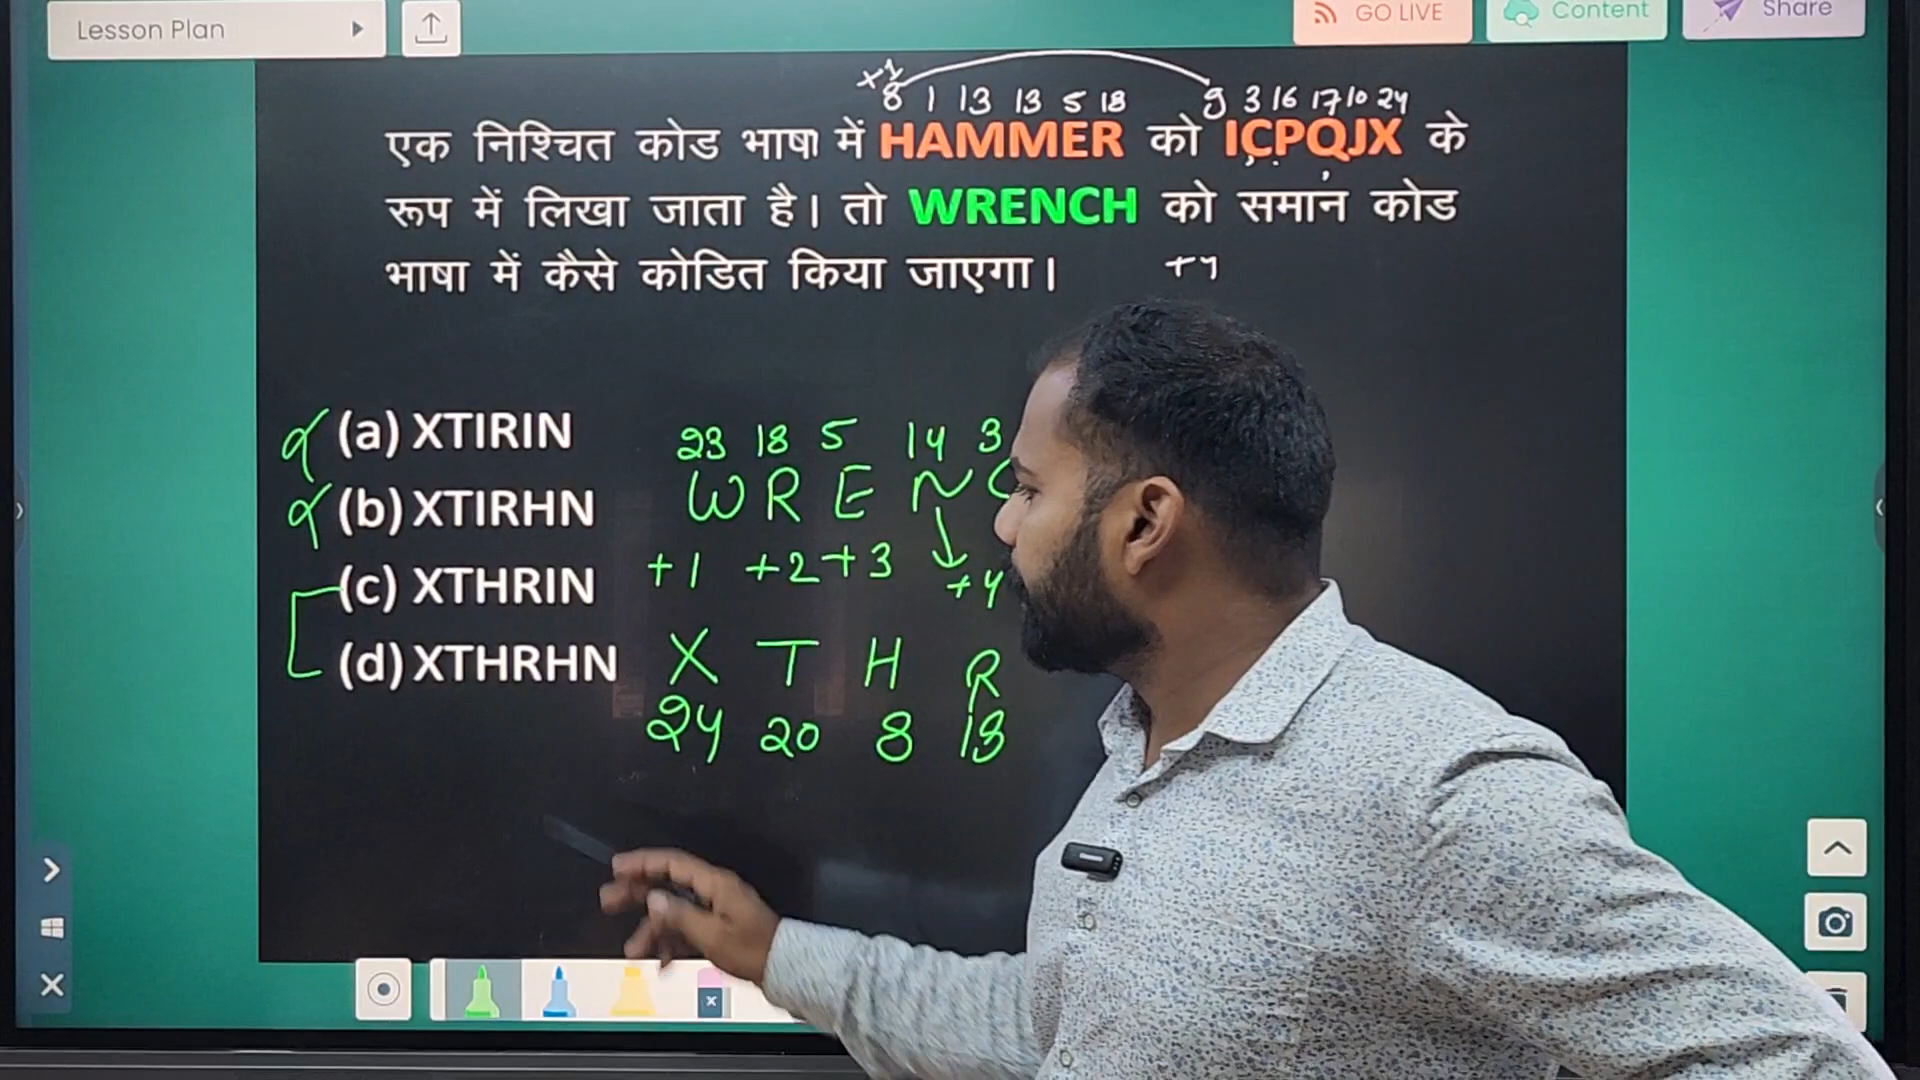 Lesson Plan
GO LIVE
Content
Share
+1
8 1 13 13 5 18 9 3 16 17 10 24
एक निश्चित कोड भाषा में HAMMER को ICPQJX के
रूप में लिखा जाता है। तो WRENCH को समान कोड
भाषा में कैसे कोडित किया जाएगा।
+4
(a) XTIRIN
(b) XTIRHN
(c) XTHRIN
(d) XTHRHN
23 18 5 14 3
W R E N C
+1 +2 +3 +4
X T H R
24 20 8 18